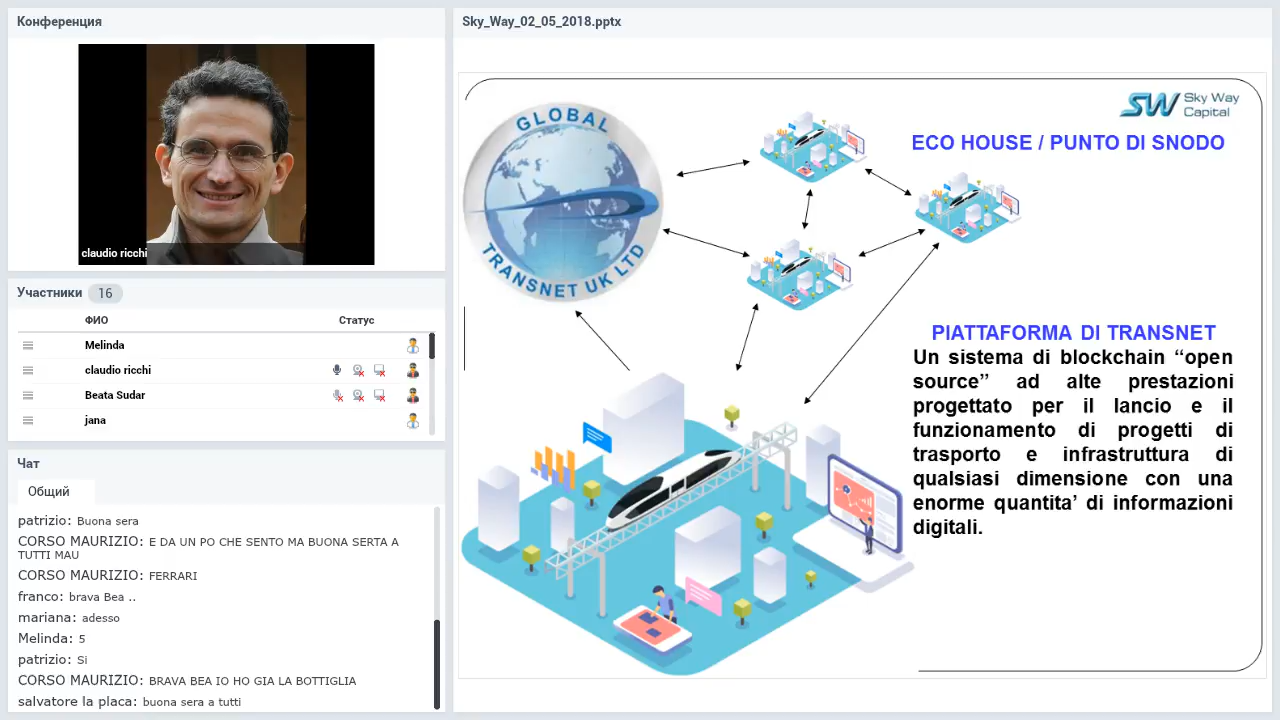 Конференция
claudio ricchi
Участники 16
ФИО Статус
Melinda
claudio ricchi
Beata Sudar
jana
Чат
Общий
patrizio: Buona sera
CORSO MAURIZIO: E DA UN PO CHE SENTO MA BUONA SERTA A
TUTTI MAU
CORSO MAURIZIO: FERRARI
franco: brava Bea ..
mariana: adesso
Melinda: 5
patrizio: Si
CORSO MAURIZIO: BRAVA BEA IO HO GIA LA BOTTIGLIA
salvatore la placa: buona sera a tutti
Sky_Way_02_05_2018.pptx
GLOBAL
TRANSNET UK LTD
SW Sky Way
Capital
ECO HOUSE / PUNTO DI SNODO
PIATTAFORMA DI TRANSNET
Un sistema di blockchain “open
source” ad alte prestazioni
progettato per il lancio e il
funzionamento di progetti di
trasporto e infrastruttura di
qualsiasi dimensione con una
enorme quantita’ di informazioni
digitali.